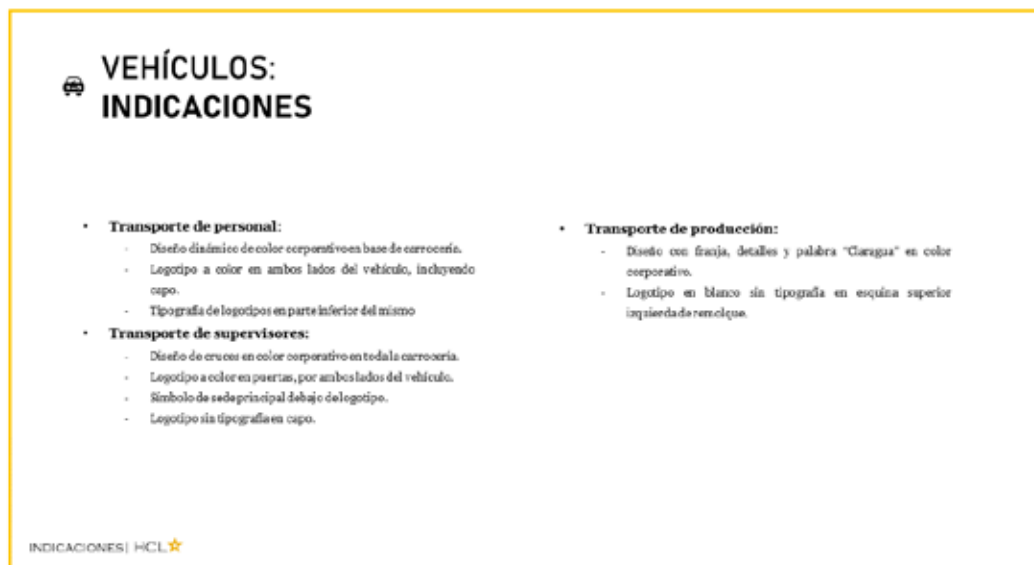 VEHÍCULOS:
INDICACIONES
• Transporte de personal:
- Diseño dinámico de color corporativo en base de carrocería.
- Logotipo a color en ambos lados del vehículo, incluyendo
capo.
- Tipografía de logotipos en parte inferior del mismo
• Transporte de supervisores:
- Diseño de cruces en color corporativo en toda la carrocería.
- Logotipo a color en puertas, por ambos lados del vehículo.
- Símbolo de sede principal debajo de logotipo.
- Logotipo sin tipografía en capo.
• Transporte de producción:
- Diseño con franja, detalles y palabra "Claragua" en color
corporativo.
- Logotipo en blanco sin tipografía en esquina superior
izquierda de remolque.
INDICACIONES| HCL